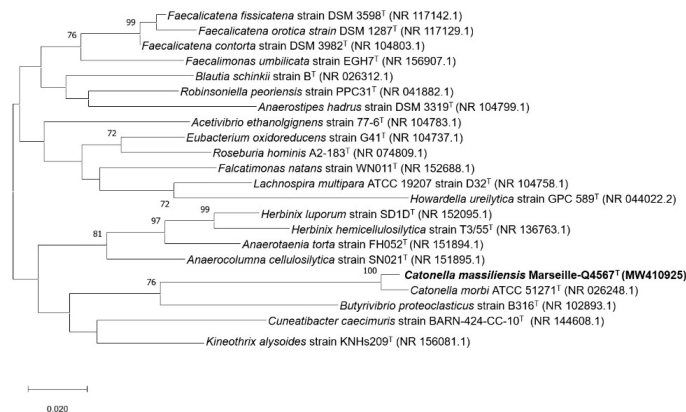 Faecalicatena fissicatena strain DSM 3598ᵀ (NR 117142.1)
99
Faecalicatena orotica strain DSM 1287ᵀ (NR 117129.1)
76
Faecalicatena contorta strain DSM 3982ᵀ (NR 104803.1)
Faecalimonas umbilicata strain EGH7ᵀ (NR 156907.1)
Blautia schinkii strain Bᵀ (NR 026312.1)
Robinsoniella peoriensis strain PPC31ᵀ (NR 041882.1)
Anaerostipes hadrus strain DSM 3319ᵀ (NR 104799.1)
Acetivibrio ethanolgignens strain 77-6ᵀ (NR 104783.1)
72
Eubacterium oxidoreducens strain G41ᵀ (NR 104737.1)
Roseburia hominis A2-183ᵀ (NR 074809.1)
Falcatimonas natans strain WN011ᵀ (NR 152688.1)
Lachnospira multipara ATCC 19207 strain D32ᵀ (NR 104758.1)
Howardella ureilytica strain GPC 589ᵀ (NR 044022.2)
72
99
Herbinix luporum strain SD1Dᵀ (NR 152095.1)
97
Herbinix hemicellulosilytica strain T3/55ᵀ (NR 136763.1)
81
Anaerotaenia torta strain FH052ᵀ (NR 151894.1)
Anaerocolumna cellulosilytica strain SN021ᵀ (NR 151895.1)
100
Catonella massiliensis Marseille-Q4567ᵀ (MW410925)
76
Catonella morbi ATCC 51271ᵀ (NR 026248.1)
Butyrivibrio proteoclasticus strain B316ᵀ (NR 102893.1)
Cuneatibacter caecimuris strain BARN-424-CC-10ᵀ (NR 144608.1)
Kineothrix alysoides strain KNHs209ᵀ (NR 156081.1)
0.020